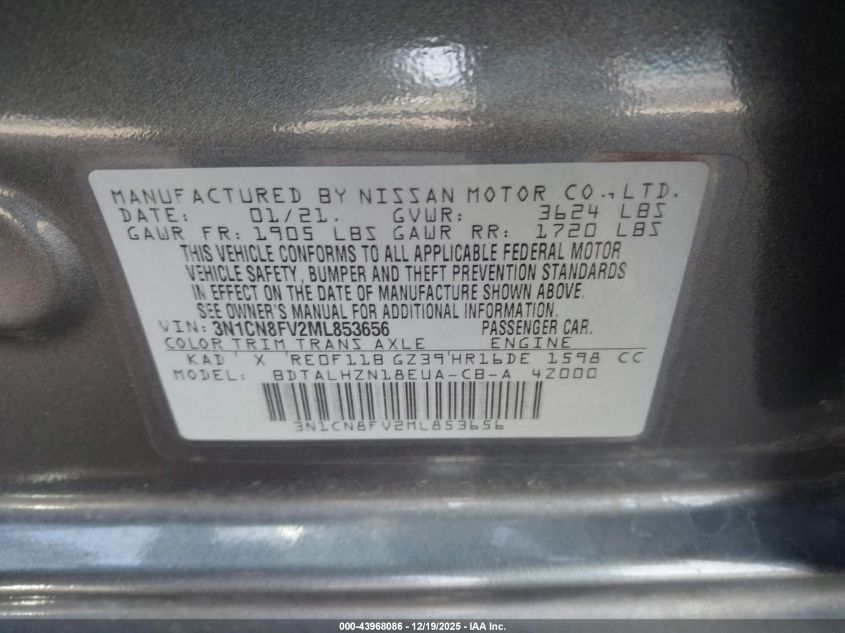 MANUFACTURED BY NISSAN MOTOR CO., LTD.
DATE: 01/21. GVWR: 3624 LBS
GAWR FR: 1905 LBS GAWR RR: 1720 LBS
THIS VEHICLE CONFORMS TO ALL APPLICABLE FEDERAL MOTOR
VEHICLE SAFETY, BUMPER AND THEFT PREVENTION STANDARDS
IN EFFECT ON THE DATE OF MANUFACTURE SHOWN ABOVE.
SEE OWNER'S MANUAL FOR ADDITIONAL INFORMATION
VIN: 3N1CN8FV2ML853656 PASSENGER CAR.
COLOR TRIM TRANS AXLE ENGINE
KAD X RE0F11B GZ39 HR16DE 1598 CC
MODEL: BDTALHZN18EUA-CB-A 42000
3N1CN8FV2ML853656
000-43968086 - 12/19/2025 - IAA Inc.